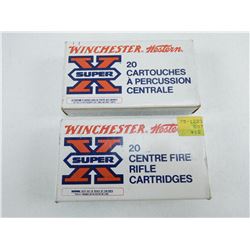 WINCHESTER Western
SUPER X
20
CARTOUCHES
À PERCUSSION
CENTRALE
WINCHESTER Western
SUPER X
20
CENTRE FIRE
RIFLE
CARTRIDGES